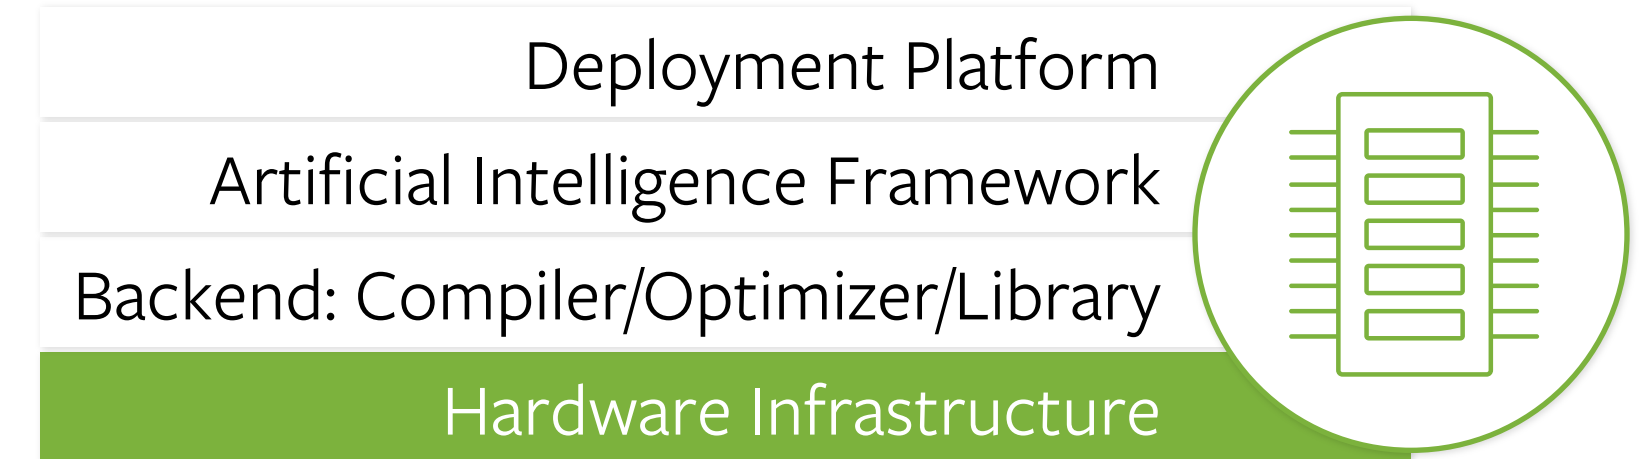 Deployment Platform
Artificial Intelligence Framework
Backend: Compiler/Optimizer/Library
Hardware Infrastructure